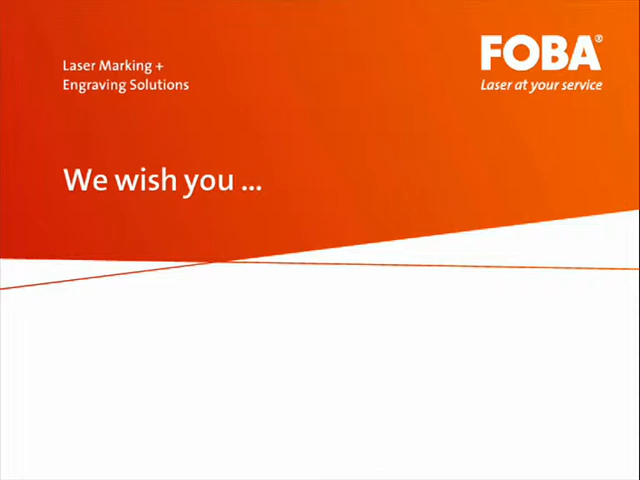 Laser Marking +
Engraving Solutions
FOBA®
Laser at your service
We wish you ...